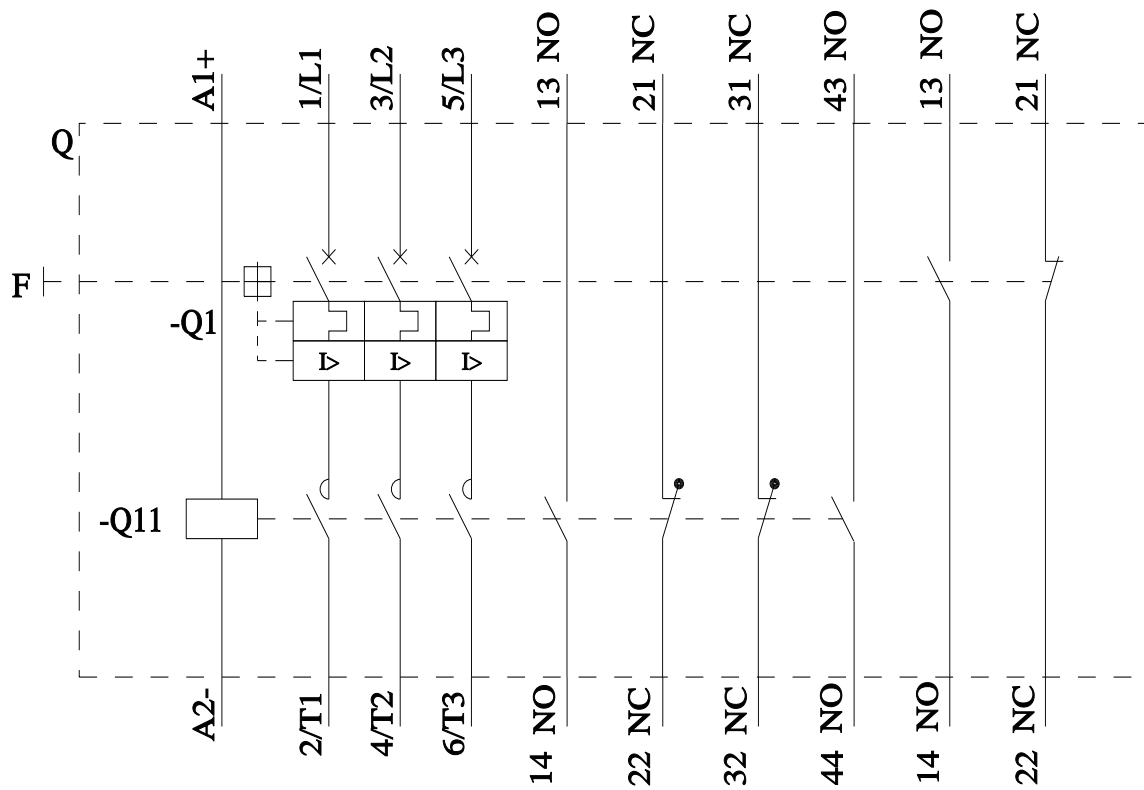 A1+
1/L1
3/L2
5/L3
13 NO
21 NC
31 NC
43 NO
13 NO
21 NC
Q
F
-Q1
I> I> I>
-Q11
A2-
2/T1
4/T2
6/T3
14 NO
22 NC
32 NC
44 NO
14 NO
22 NC